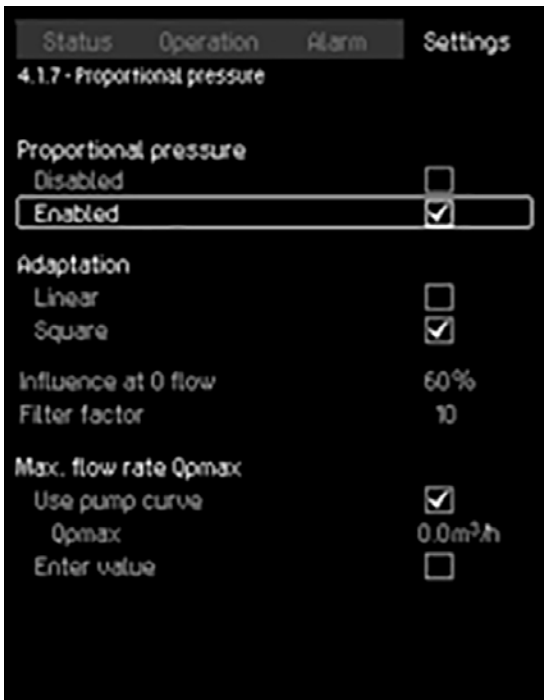 Status Operation Alarm Settings
4.1.7 - Proportional pressure
Proportional pressure
Disabled
Enabled
Adaptation
Linear
Square
Influence at 0 flow 60%
Filter factor 10
Max. flow rate Qpmax
Use pump curve
Qpmax 0.0m³/h
Enter value